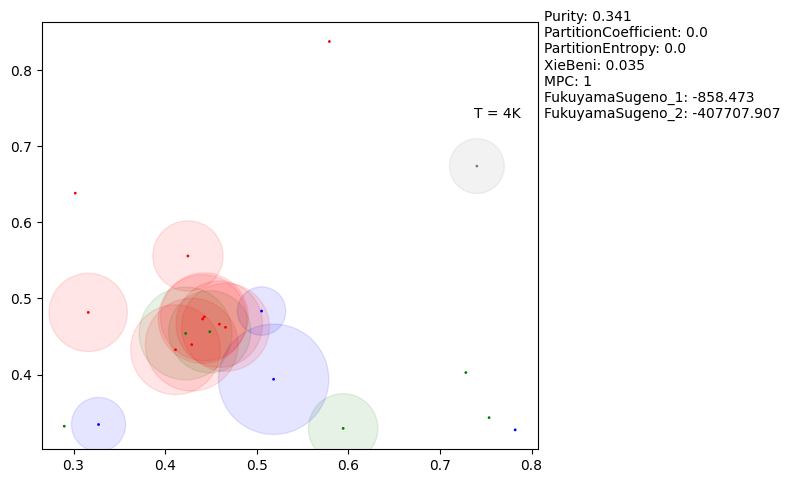 Purity: 0.341
PartitionCoefficient: 0.0
PartitionEntropy: 0.0
XieBeni: 0.035
MPC: 1
FukuyamaSugeno_1: -858.473
FukuyamaSugeno_2: -407707.907
T = 4K
0.8
0.7
0.6
0.5
0.4
0.3 0.4 0.5 0.6 0.7 0.8